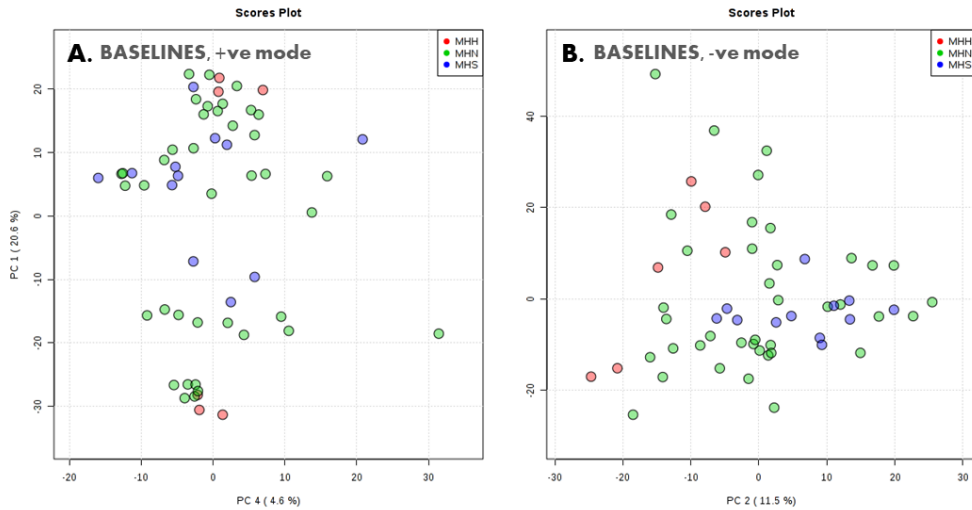 Scores Plot
A. BASELINES, +ve mode
MHH
MHN
MHS
20
10
0
-10
-20
-30
PC 1 ( 20.6 %)
-20
-10
0
10
20
30
PC 4 ( 4.6 %)
Scores Plot
B. BASELINES, -ve mode
MHH
MHN
MHS
40
20
0
-20
-30
-20
-10
0
10
20
30
PC 2 ( 11.5 %)